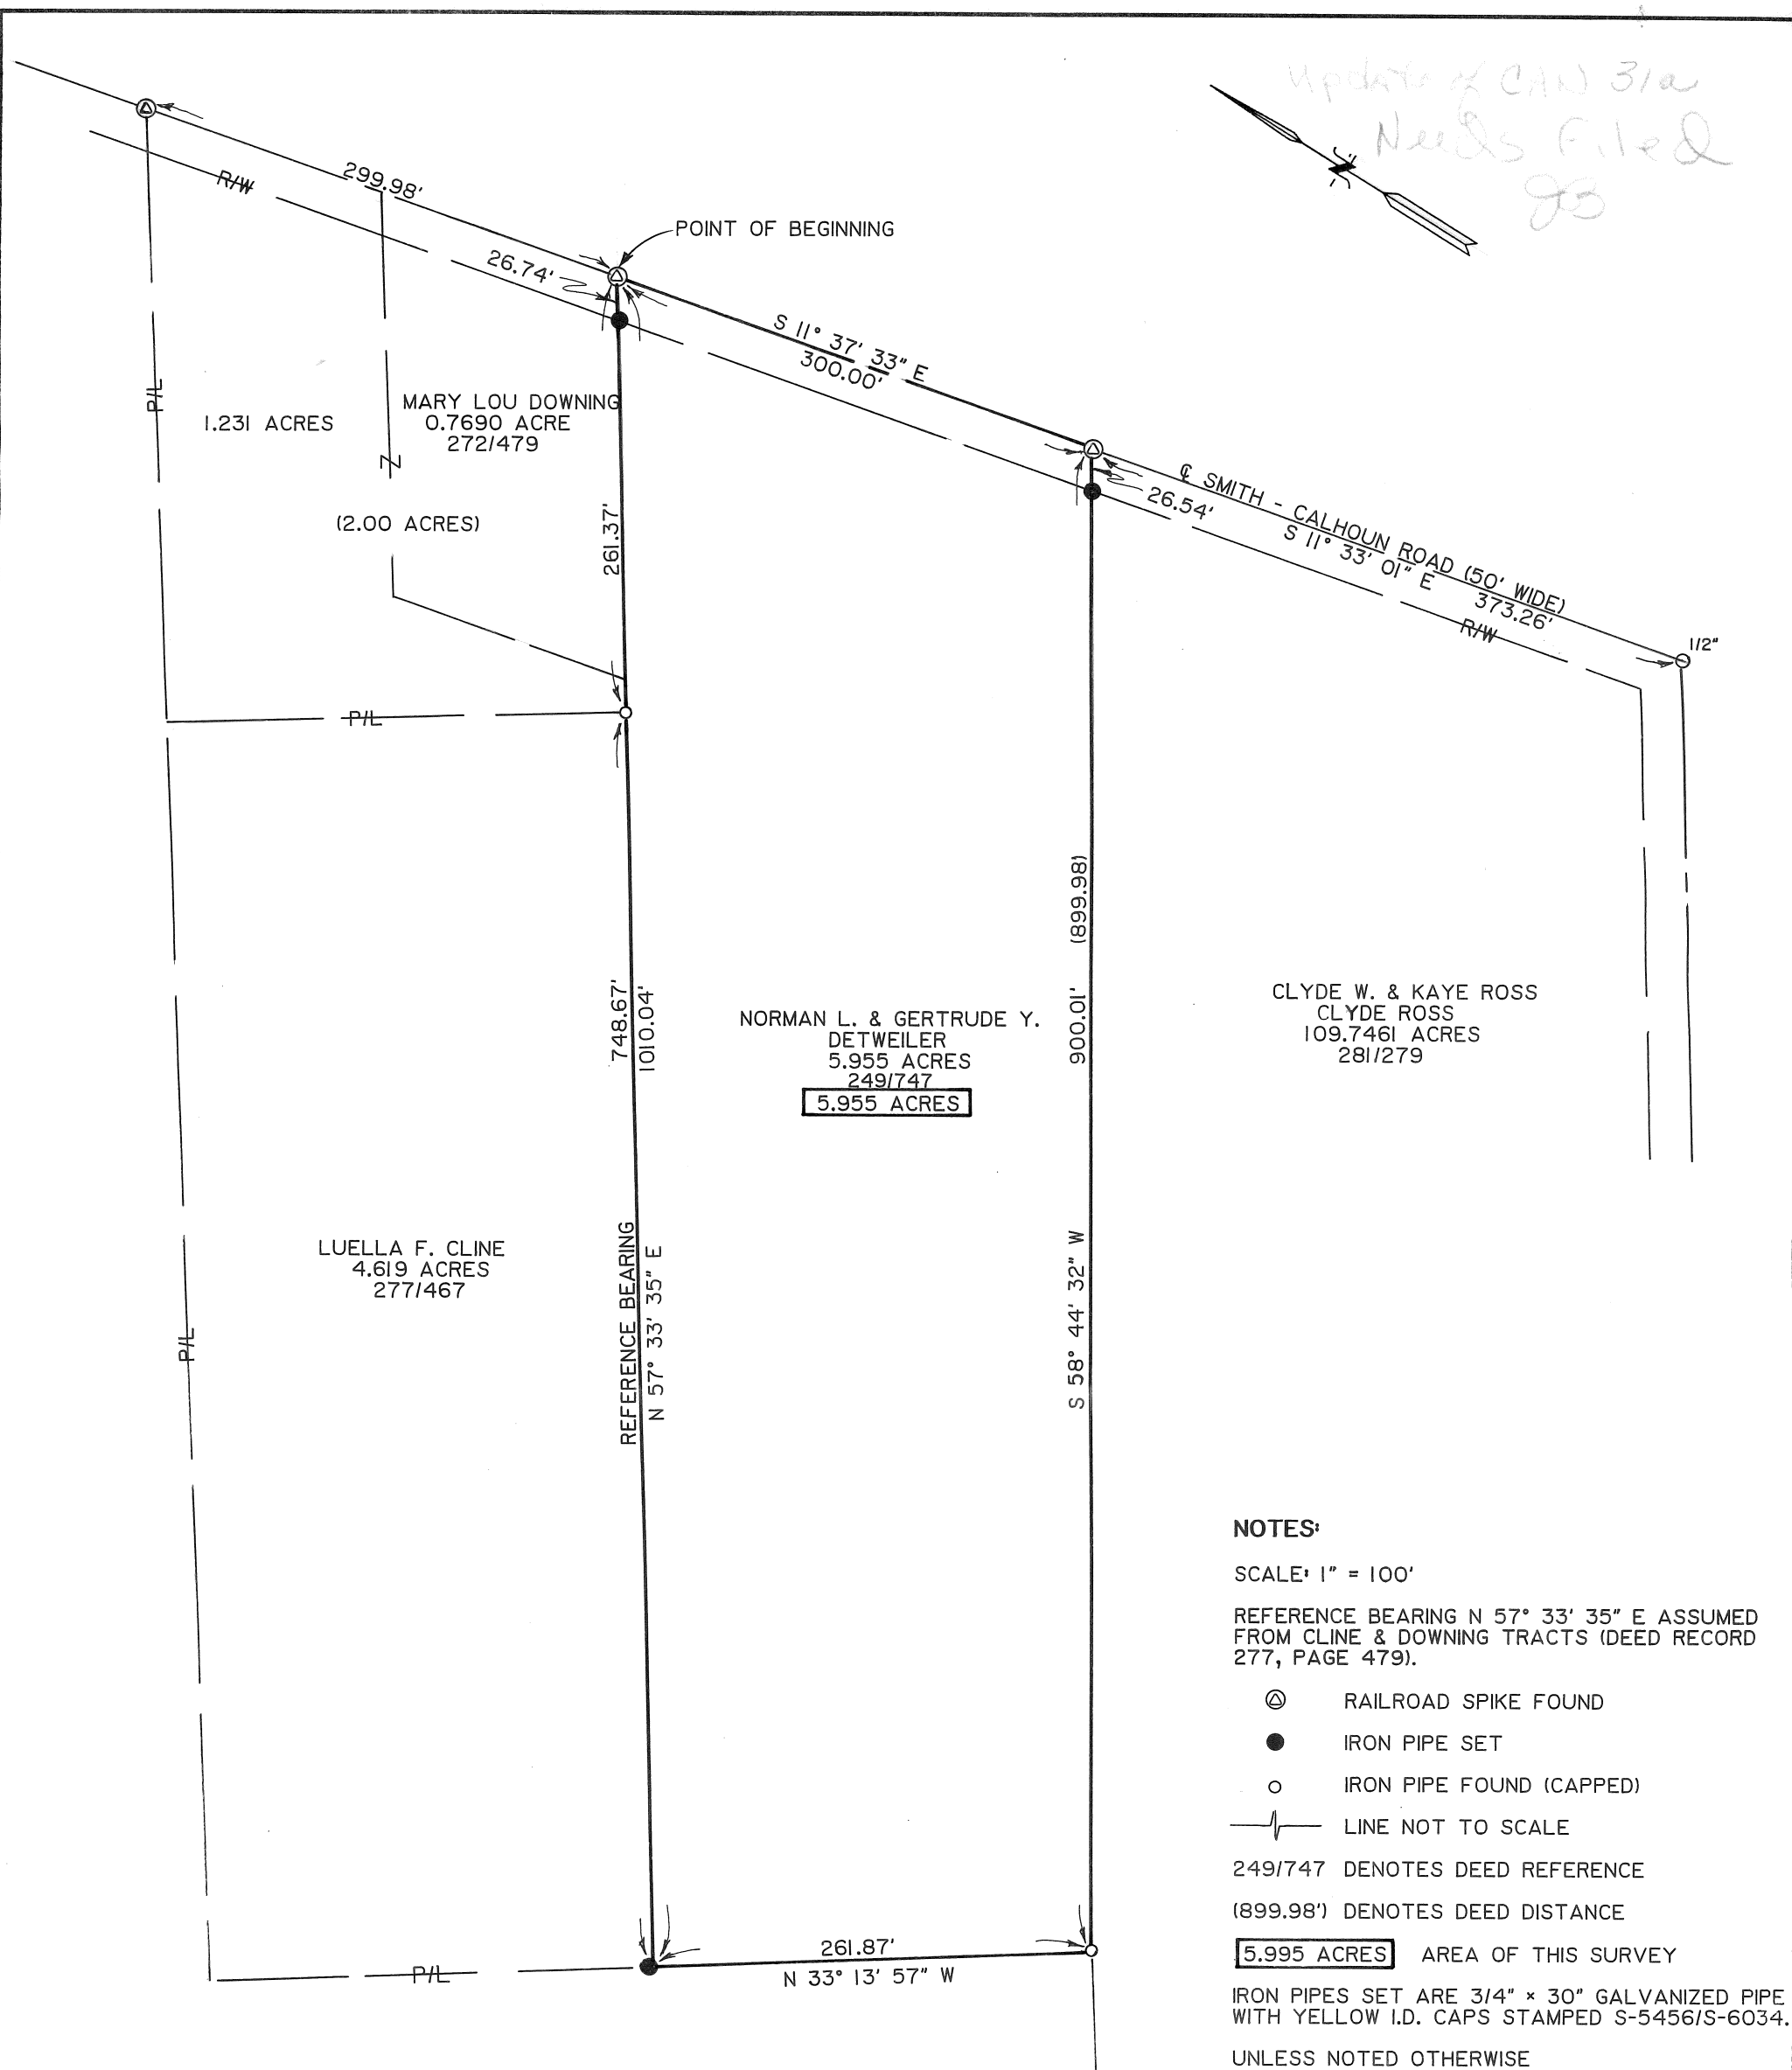 Update of CAN 31a
Needs Filed
299.98'
R/W
POINT OF BEGINNING
26.74'
S 11° 37' 33" E
300.00'
P/L
1.231 ACRES
MARY LOU DOWNING
0.7690 ACRE
272/479
(2.00 ACRES)
261.37'
26.54'
℄ SMITH - CALHOUN ROAD (50' WIDE)
S 11° 33' 01" E 373.26'
R/W
1/2"
P/L
748.67'
1010.04'
NORMAN L. & GERTRUDE Y.
DETWEILER
5.955 ACRES
249/747
5.955 ACRES
900.01' (899.98)
CLYDE W. & KAYE ROSS
CLYDE ROSS
109.7461 ACRES
281/279
LUELLA F. CLINE
4.619 ACRES
277/467
P/L
REFERENCE BEARING
N 57° 33' 35" E
S 58° 44' 32" W
261.87'
N 33° 13' 57" W
P/L
NOTES:
SCALE: 1" = 100'
REFERENCE BEARING N 57° 33' 35" E ASSUMED
FROM CLINE & DOWNING TRACTS (DEED RECORD
277, PAGE 479).
RAILROAD SPIKE FOUND
IRON PIPE SET
IRON PIPE FOUND (CAPPED)
LINE NOT TO SCALE
249/747 DENOTES DEED REFERENCE
(899.98') DENOTES DEED DISTANCE
5.995 ACRES AREA OF THIS SURVEY
IRON PIPES SET ARE 3/4" × 30" GALVANIZED PIPE
WITH YELLOW I.D. CAPS STAMPED S-5456/S-6034.
UNLESS NOTED OTHERWISE